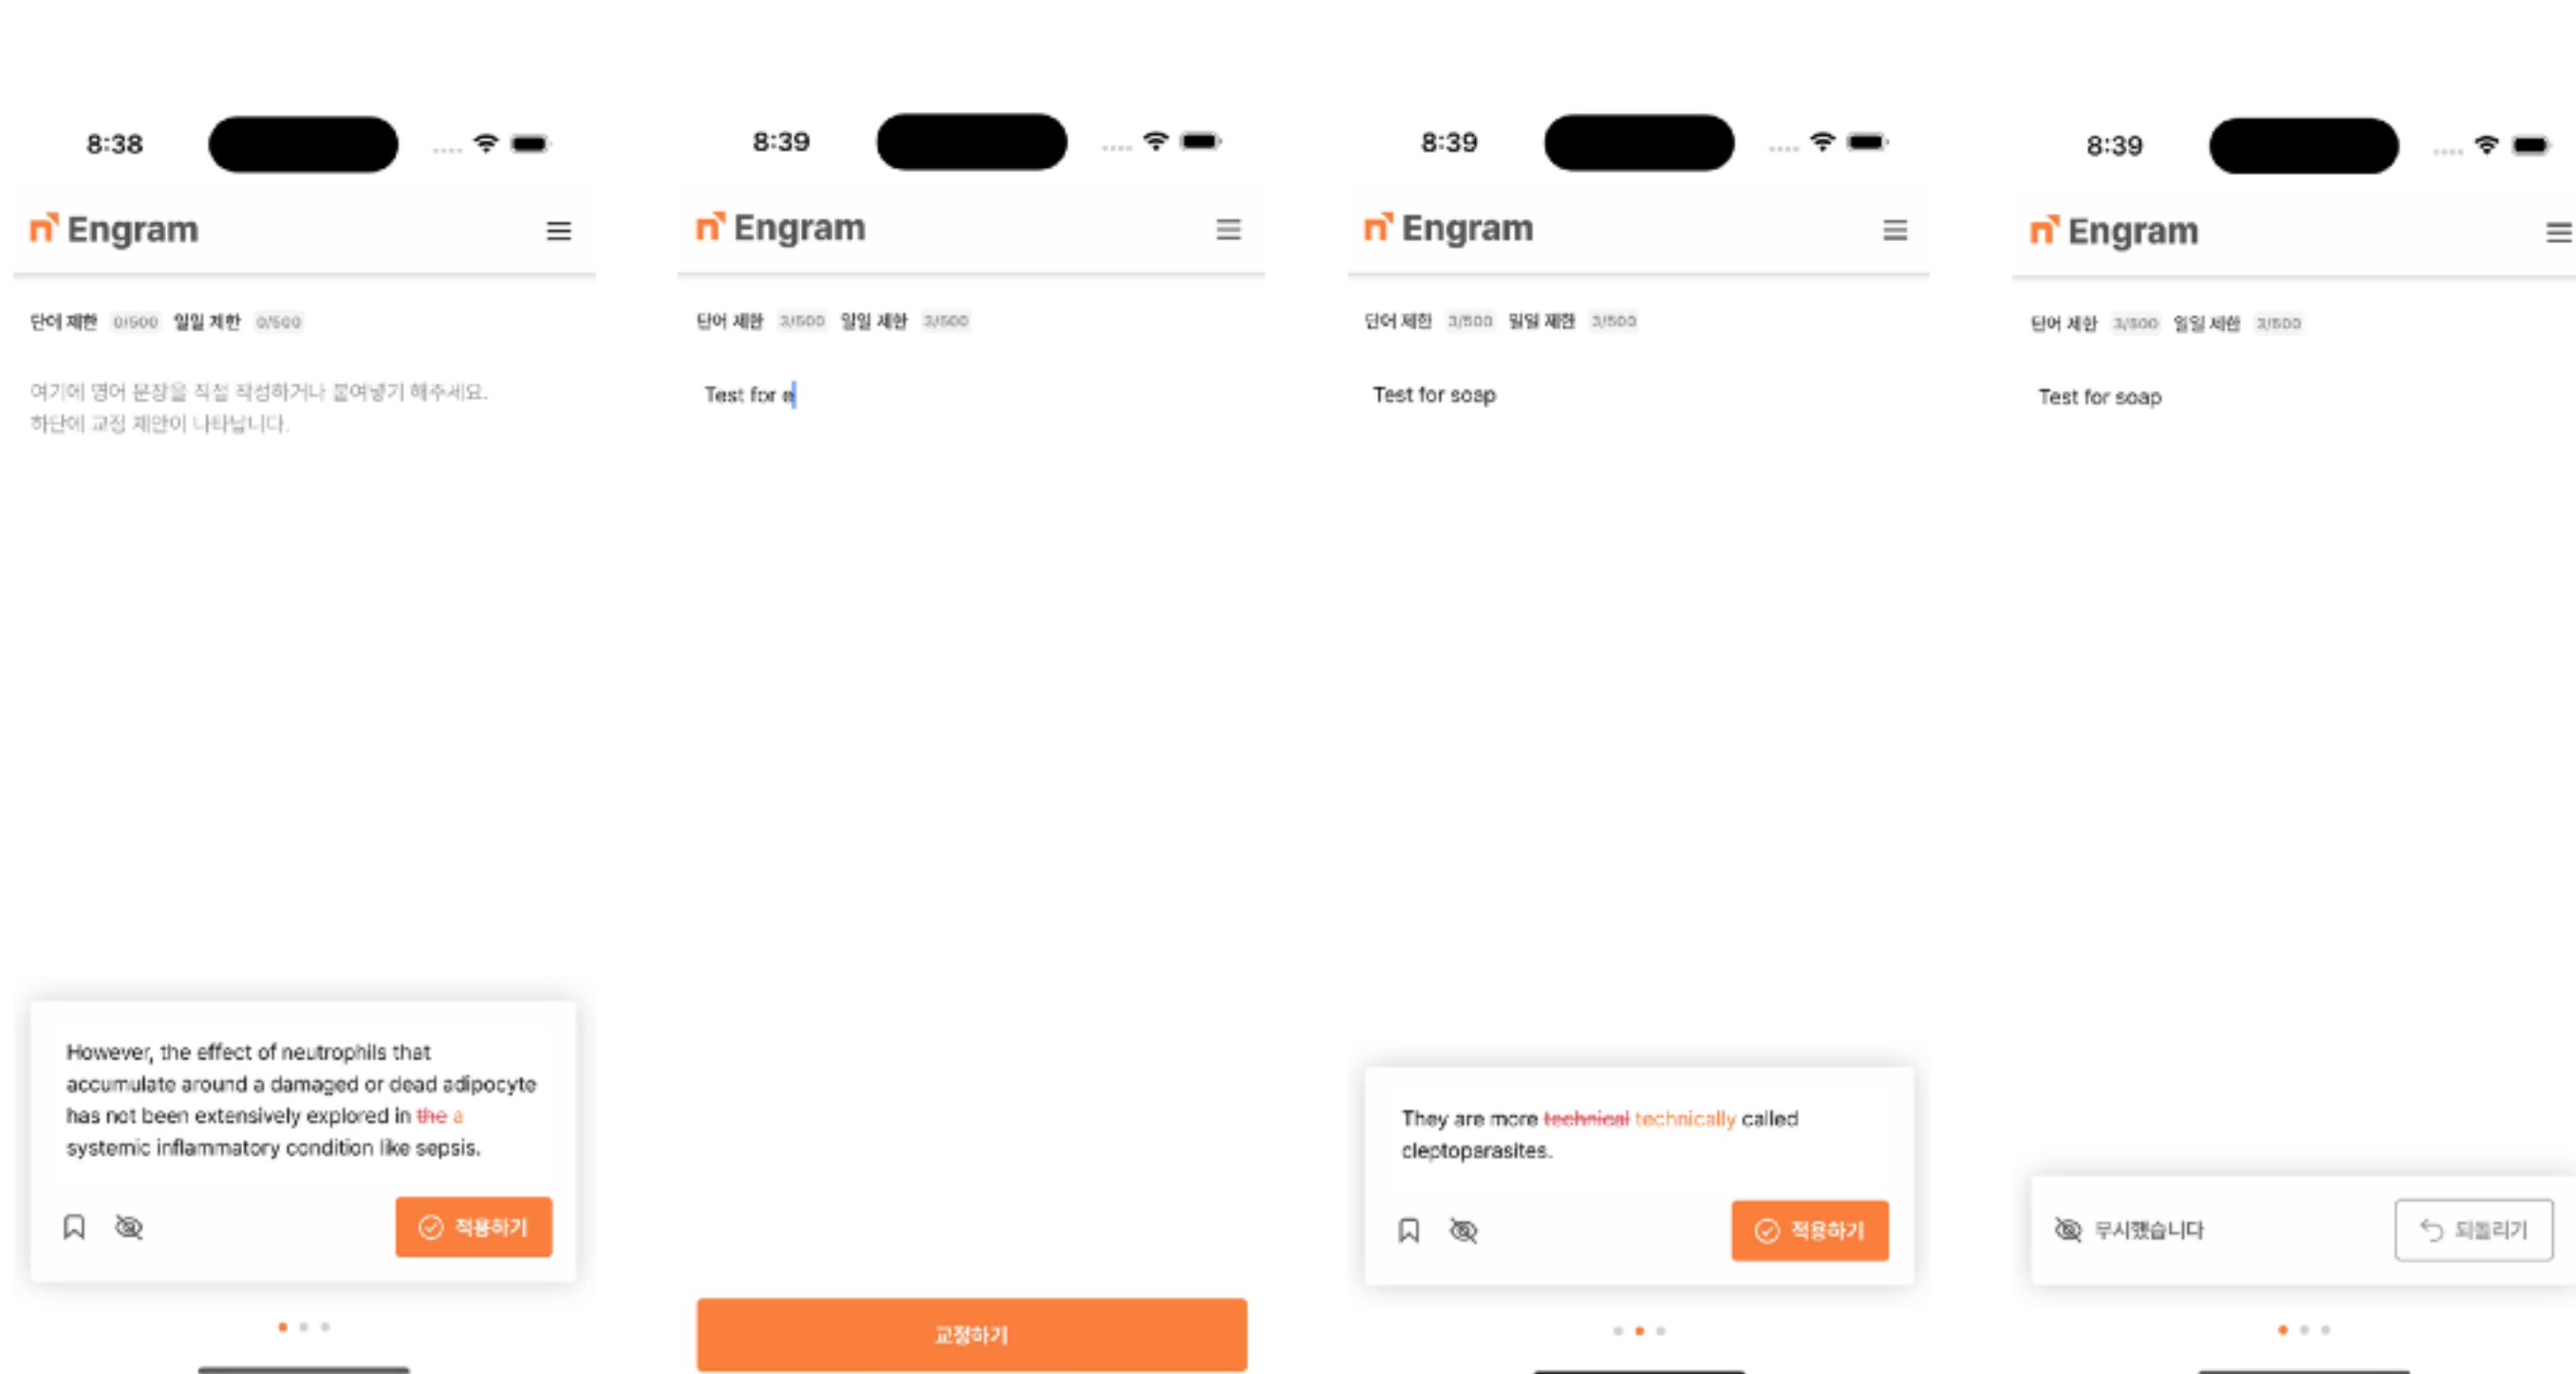 8:38
Engram
단어 제한 0/500 일일 제한 0/500
여기에 영어 문장을 직접 작성하거나 붙여넣기 해주세요.
하단에 교정 제안이 나타납니다.
However, the effect of neutrophils that
accumulate around a damaged or dead adipocyte
has not been extensively explored in the a
systemic inflammatory condition like sepsis.
적용하기
8:39
Engram
단어 제한 3/500 일일 제한 3/500
Test for e
교정하기
8:39
Engram
단어 제한 3/500 일일 제한 3/500
Test for soap
They are more technical technically called
cleptoparasites.
적용하기
8:39
Engram
단어 제한 3/500 일일 제한 3/500
Test for soap
무시했습니다
되돌리기